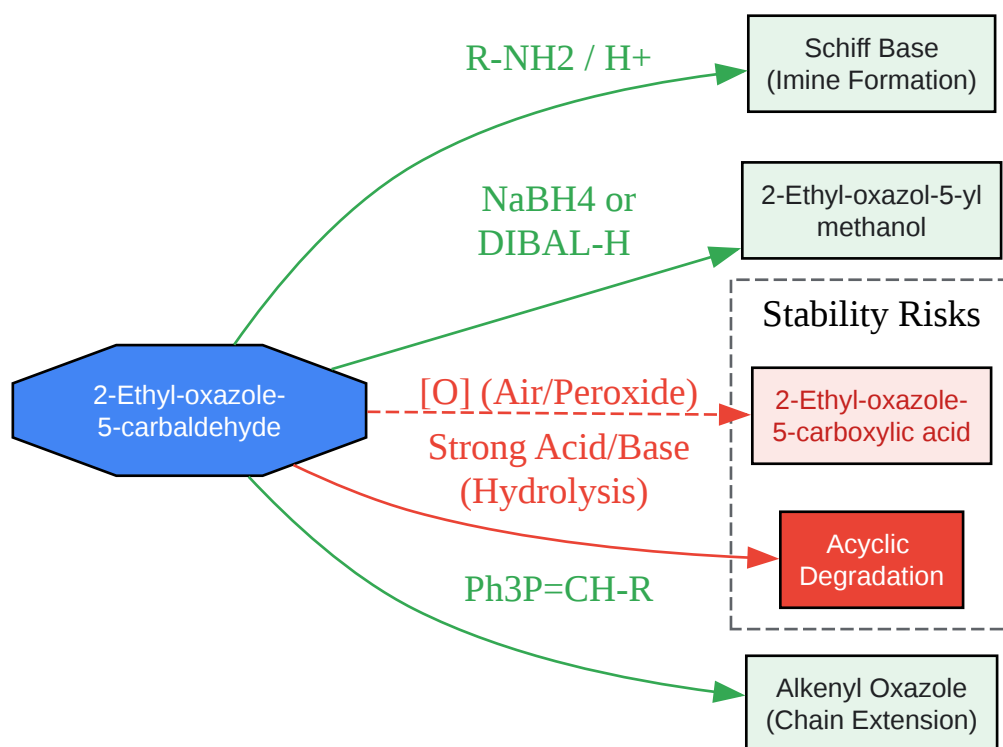 R-NH2 / H+
Schiff Base
(Imine Formation)
NaBH4 or
DIBAL-H
2-Ethyl-oxazol-5-yl
methanol
Stability Risks
2-Ethyl-oxazole-
5-carbaldehyde
[O] (Air/Peroxide)
2-Ethyl-oxazole-
5-carboxylic acid
Strong Acid/Base
(Hydrolysis)
Acyclic
Degradation
Ph3P=CH-R
Alkenyl Oxazole
(Chain Extension)